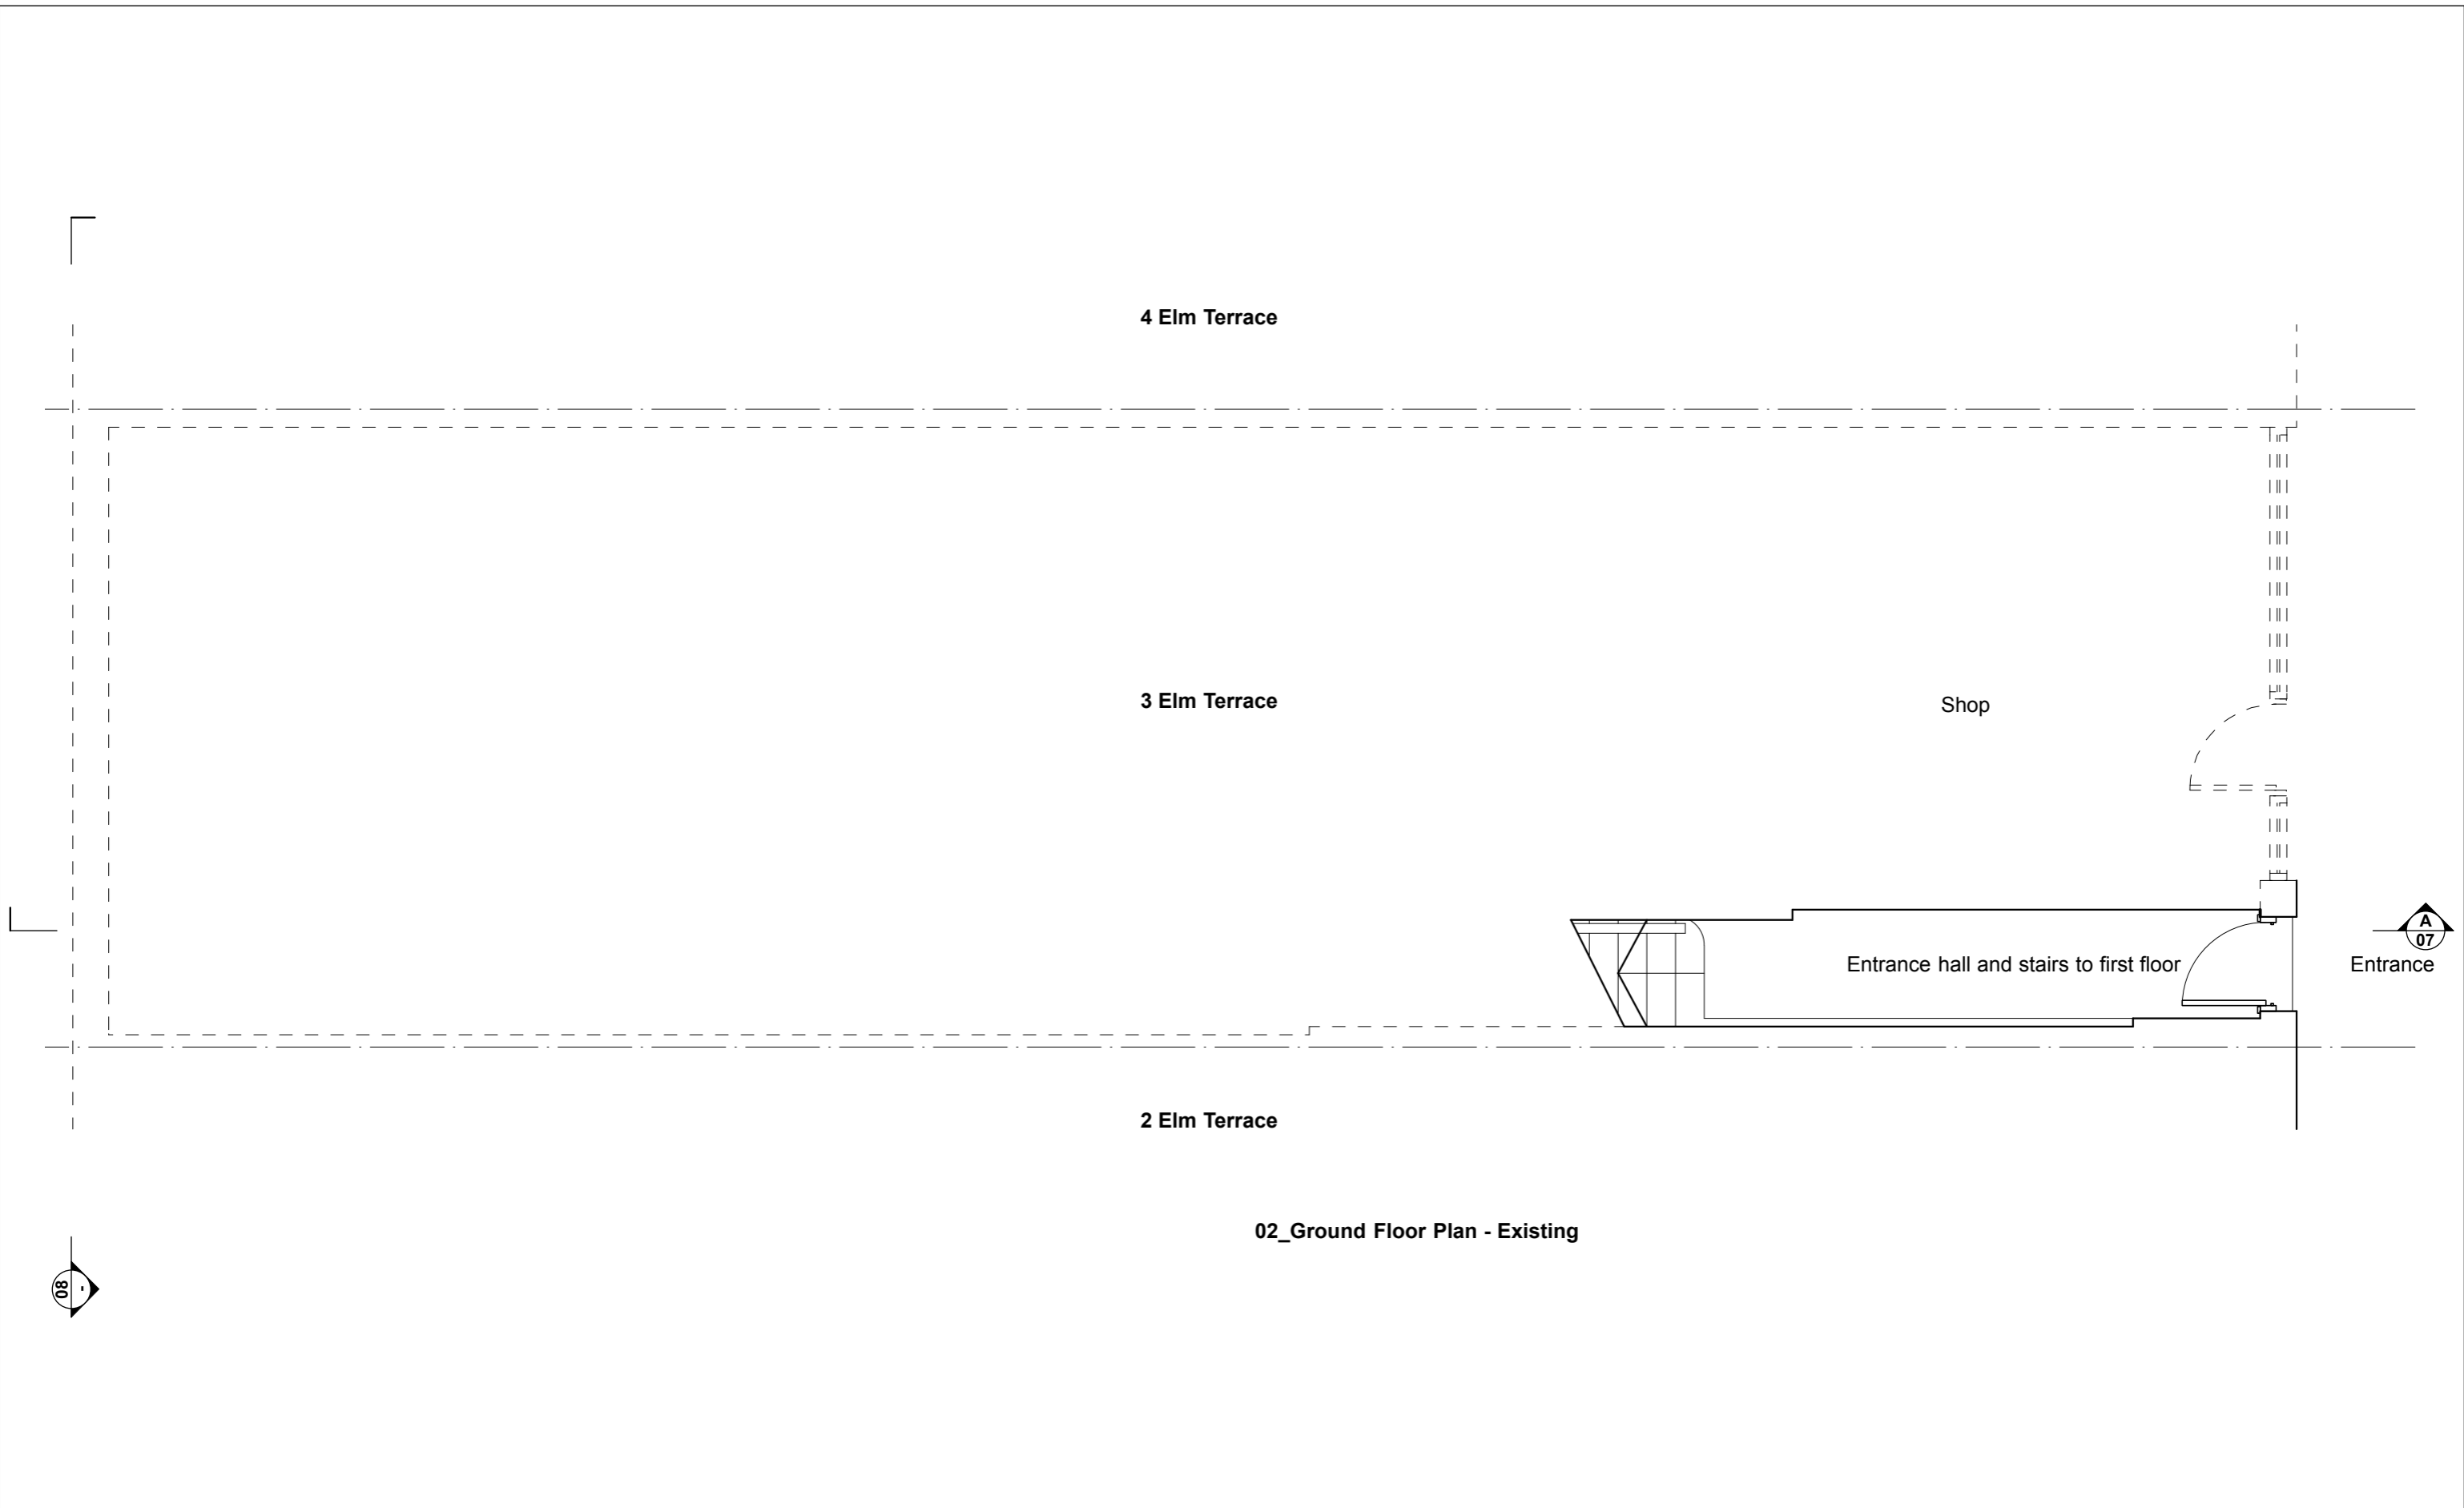 4 Elm Terrace
3 Elm Terrace
Shop
A
07
Entrance hall and stairs to first floor
Entrance
2 Elm Terrace
02_Ground Floor Plan - Existing
08
-